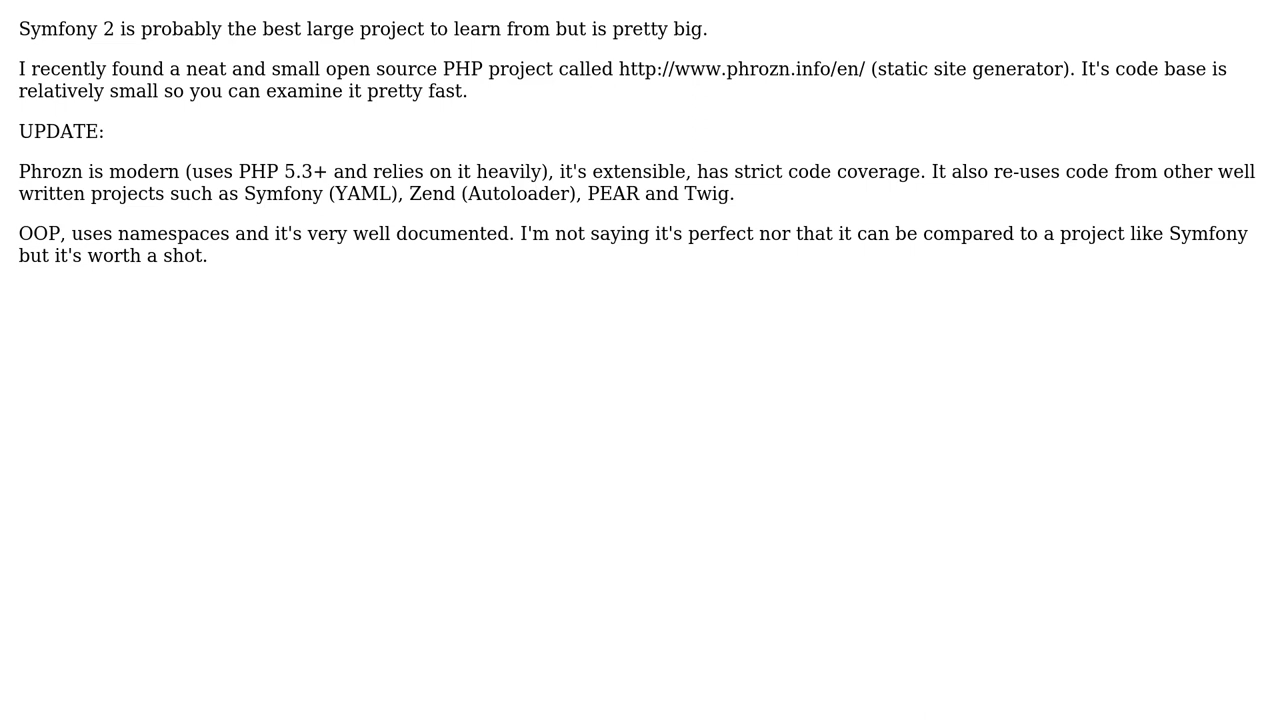 Symfony 2 is probably the best large project to learn from but is pretty big.
I recently found a neat and small open source PHP project called http://www.phrozn.info/en/ (static site generator). It's code base is
relatively small so you can examine it pretty fast.
UPDATE:
Phrozn is modern (uses PHP 5.3+ and relies on it heavily), it's extensible, has strict code coverage. It also re-uses code from other well
written projects such as Symfony (YAML), Zend (Autoloader), PEAR and Twig.
OOP, uses namespaces and it's very well documented. I'm not saying it's perfect nor that it can be compared to a project like Symfony
but it's worth a shot.